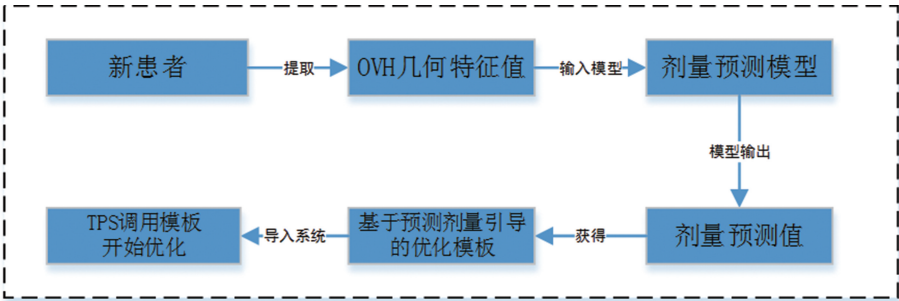 新患者
提取
OVH几何特征值
输入模型
剂量预测模型
模型输出
剂量预测值
获得
基于预测剂量引导
的优化模板
导入系统
TPS调用模板
开始优化